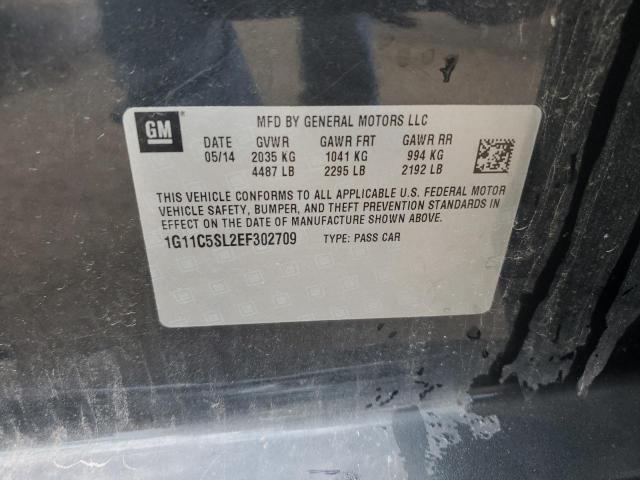 GM
MFD BY GENERAL MOTORS LLC
DATE GVWR GAWR FRT GAWR RR
05/14 2035 KG 1041 KG 994 KG
4487 LB 2295 LB 2192 LB
THIS VEHICLE CONFORMS TO ALL APPLICABLE U.S. FEDERAL MOTOR
VEHICLE SAFETY, BUMPER, AND THEFT PREVENTION STANDARDS IN
EFFECT ON THE DATE OF MANUFACTURE SHOWN ABOVE.
1G11C5SL2EF302709 TYPE: PASS CAR